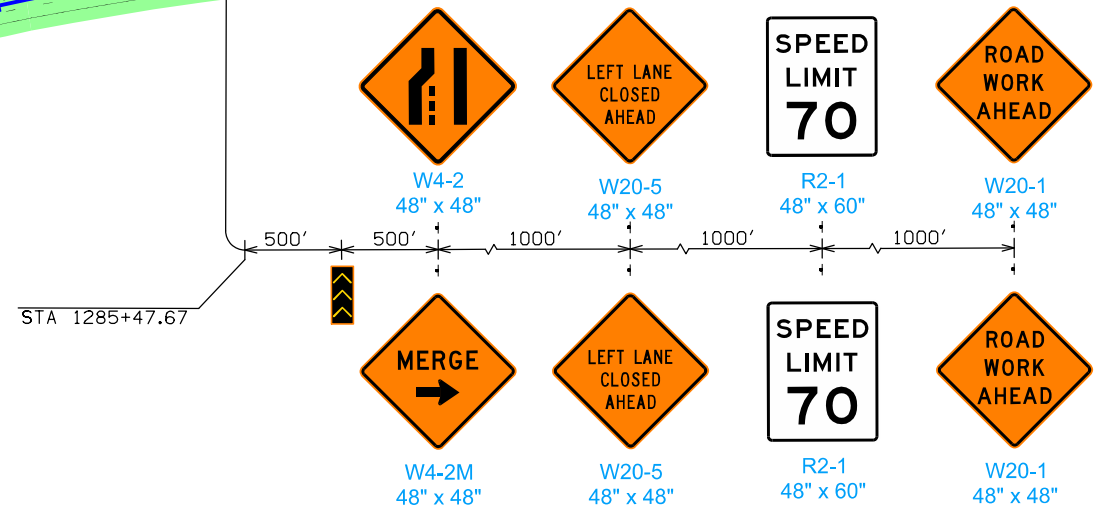 SPEED
LIMIT
70
ROAD
WORK
AHEAD
LEFT LANE
CLOSED
AHEAD
W4-2
48" x 48"
W20-5
48" x 48"
R2-1
48" x 60"
W20-1
48" x 48"
500'
500'
1000'
1000'
1000'
STA 1285+47.67
MERGE
LEFT LANE
CLOSED
AHEAD
SPEED
LIMIT
70
ROAD
WORK
AHEAD
W4-2M
48" x 48"
W20-5
48" x 48"
R2-1
48" x 60"
W20-1
48" x 48"